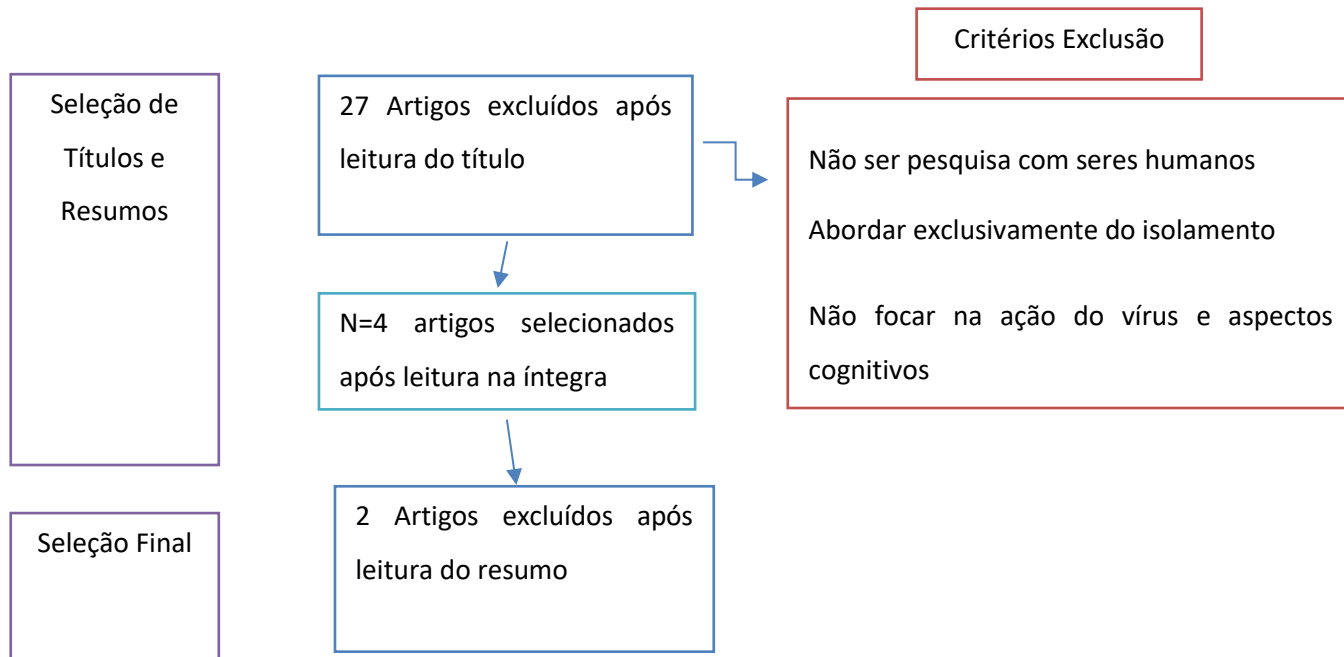 Critérios Exclusão
Seleção de
Títulos e
Resumos
27 Artigos excluídos após
leitura do título
Não ser pesquisa com seres humanos
Abordar exclusivamente do isolamento
Não focar na ação do vírus e aspectos
cognitivos
N=4 artigos selecionados
após leitura na íntegra
Seleção Final
2 Artigos excluídos após
leitura do resumo